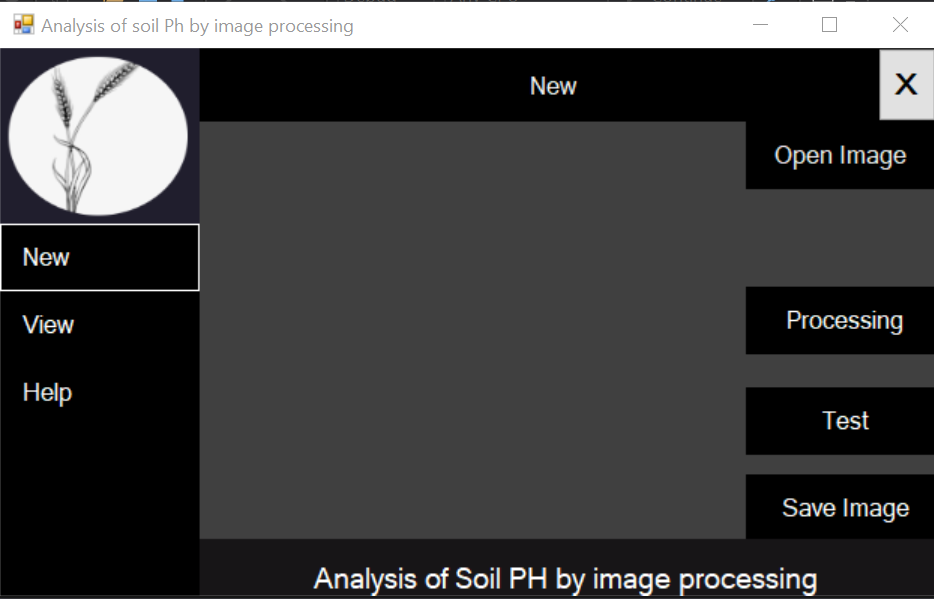 Analysis of soil Ph by image processing
New
X
Open Image
New
Processing
View
Help
Test
Save Image
Analysis of Soil PH by image processing